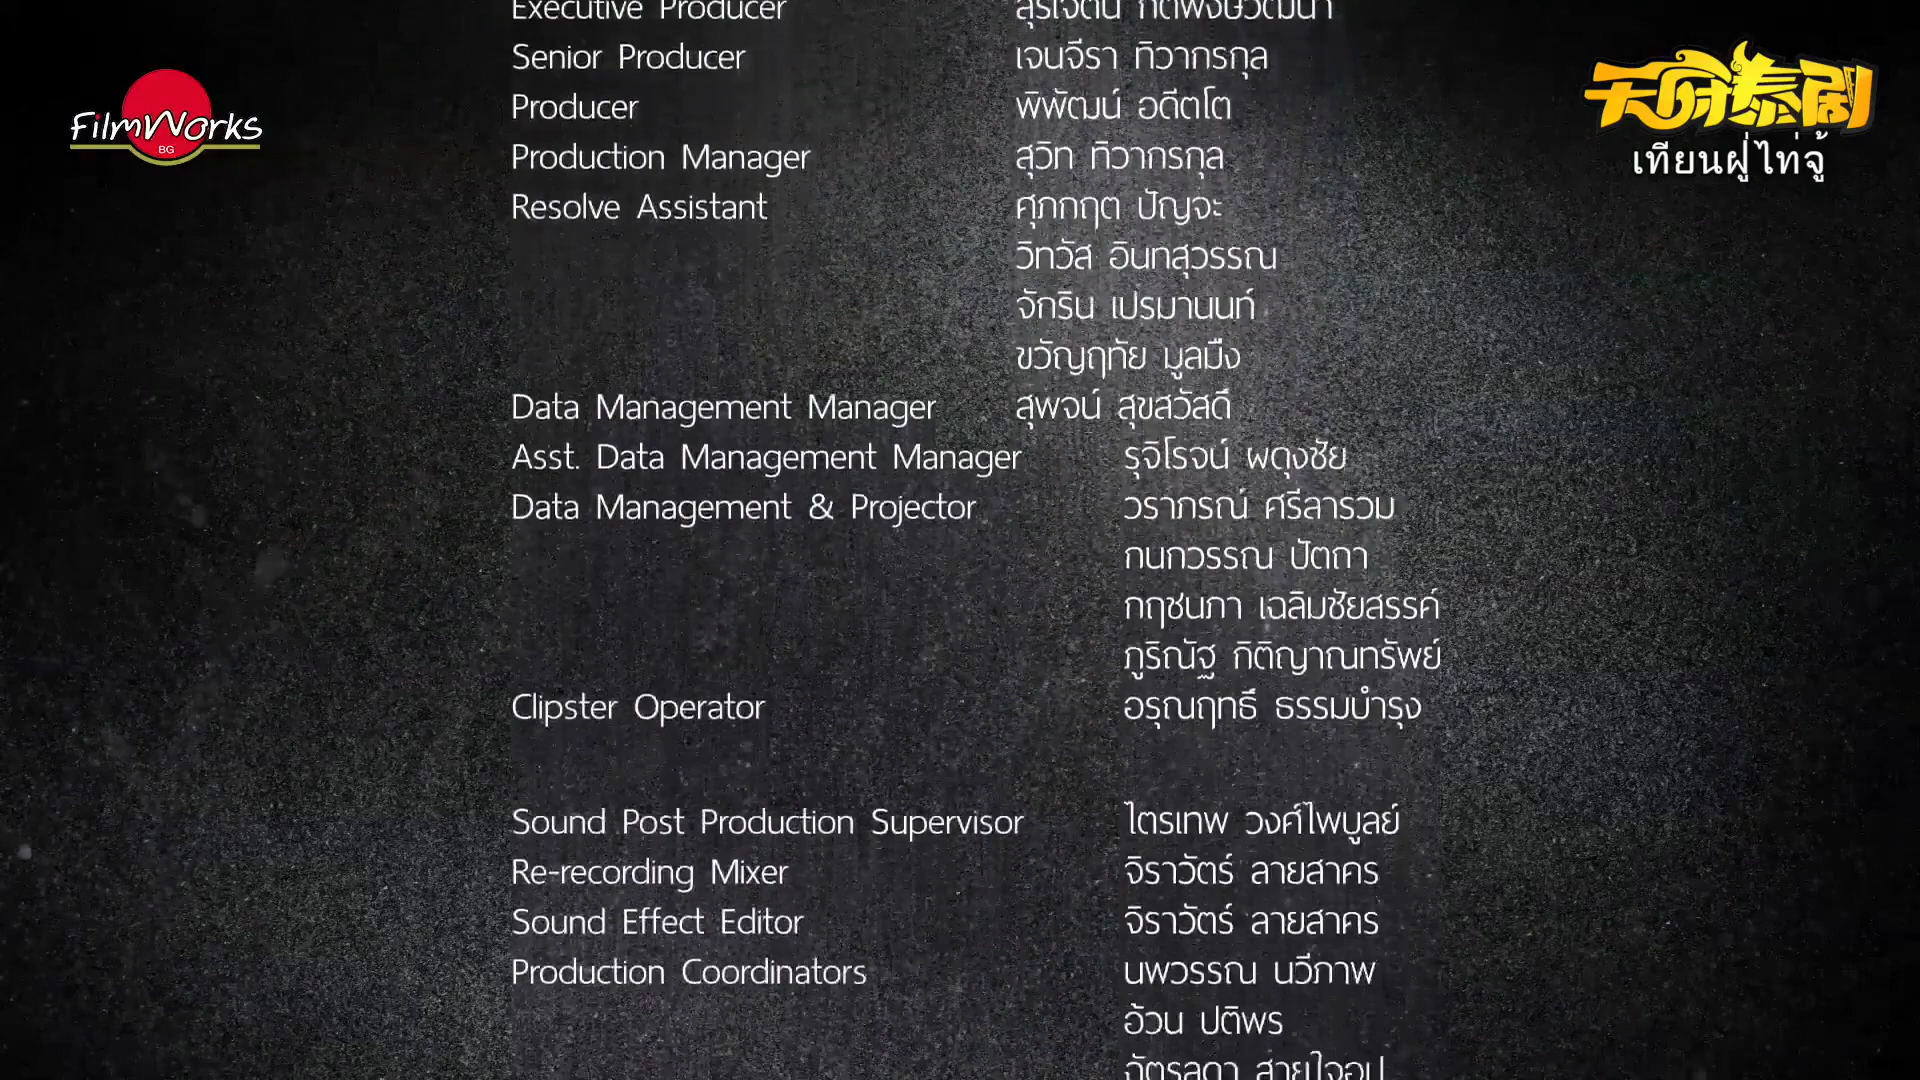 Executive Producer
Senior Producer เจนจีรา ทิวากรกุล
Producer พิพัฒน์ อดีตโต
Production Manager สุวิท ทิวากรกุล
Resolve Assistant ศุภกฤต ปัญจะ
วิทวัส อินทสุวรรณ
จักริน เปรมานนท์
ขวัญฤทัย มูลมึง
Data Management Manager สุพจน์ สุขสวัสดิ์
Asst. Data Management Manager รุจิโรจน์ ผดุงชัย
Data Management & Projector วราภรณ์ ศรีลารวม
กนกวรรณ ปัตถา
กฤชนภา เฉลิมชัยสรรค์
ภูริณัฐ กิติญาณทรัพย์
Clipster Operator อรุณฤทธิ์ ธรรมบำรุง
Sound Post Production Supervisor ไตรเทพ วงศ์ไพบูลย์
Re-recording Mixer จิราวัตร์ ลายสาคร
Sound Effect Editor จิราวัตร์ ลายสาคร
Production Coordinators นพวรรณ นวีภาพ
อ้วน ปติพร
FilmWorks
BG
天府泰剧
เทียนฝู่ไท่จู้